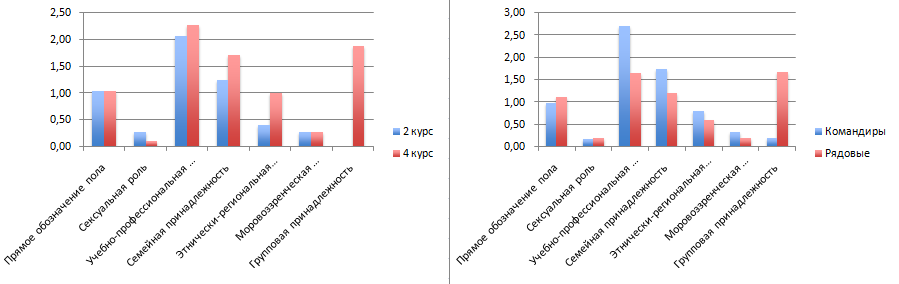 2,50
2,00
1,50
1,00
0,50
0,00
Прямое обозначение пола
Сексуальная роль
Учебно-профессиональная ...
Семейная принадлежность
Этнически-региональная...
Моровоззренческая ...
Групповая принадлежность
2 курс
4 курс
3,00
2,50
2,00
1,50
1,00
0,50
0,00
Прямое обозначение пола
Сексуальная роль
Учебно-профессиональная ...
Семейная принадлежность
Этнически-региональная...
Моровоззренческая ...
Групповая принадлежность
Командиры
Рядовые